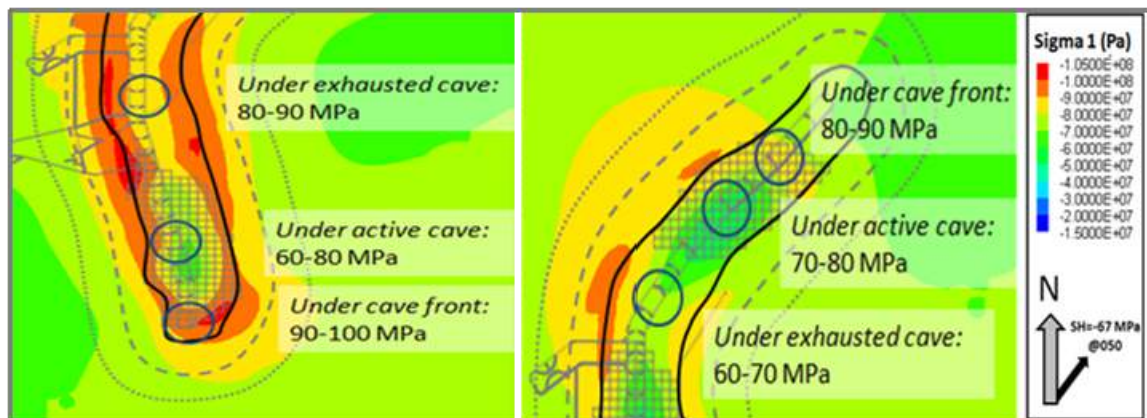 Under exhausted cave:
80-90 MPa
Under active cave:
60-80 MPa
Under cave front:
90-100 MPa
Under cave front:
80-90 MPa
Under active cave:
70-80 MPa
Under exhausted cave:
60-70 MPa
Sigma 1 (Pa)
-1.0500E+08
-1.0000E+08
-9.0000E+07
-8.0000E+07
-7.0000E+07
-6.0000E+07
-5.0000E+07
-4.0000E+07
-3.0000E+07
-2.0000E+07
-1.5000E+07
N
SH=-67 MPa
@050